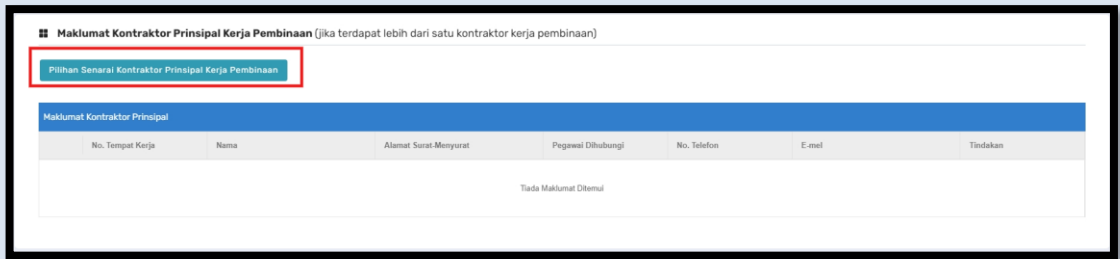 Maklumat Kontraktor Prinsipal Kerja Pembinaan (jika terdapat lebih dari satu kontraktor kerja pembinaan)
Pilihan Senarai Kontraktor Prinsipal Kerja Pembinaan
Maklumat Kontraktor Prinsipal
No. Tempat Kerja Nama Alamat Surat-Menyurat Pegawai Dihubungi No. Telefon E-mel Tindakan
Tiada Maklumat Ditemui